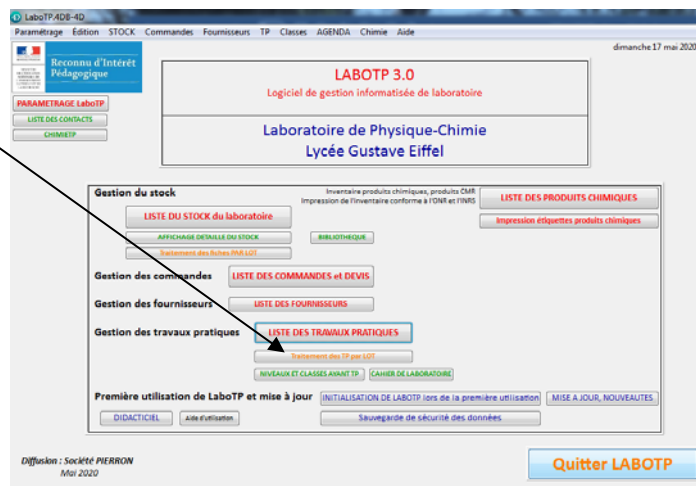 LaboTP.4DB-4D
Paramétrage Edition STOCK Commandes Fournisseurs TP Classes AGENDA Chimie Aide
dimanche 17 mai 2020
Reconnu d'Intérêt
Pédagogique
PARAMETRAGE LaboTP
LISTE DES CONTACTS
CHIMIETP
LABOTP 3.0
Logiciel de gestion informatisée de laboratoire
Laboratoire de Physique-Chimie
Lycée Gustave Eiffel
Gestion du stock
Inventaire produits chimiques, produits CMR
Impression de l'inventaire conforme à l'ONR et l'INRS
LISTE DES PRODUITS CHIMIQUES
LISTE DU STOCK du laboratoire
Impression étiquettes produits chimiques
AFFICHAGE DETAILLE DU STOCK
BIBLIOTHEQUE
Traitement des fiches PAR LOT
Gestion des commandes
LISTE DES COMMANDES et DEVIS
Gestion des fournisseurs
LISTE DES FOURNISSEURS
Gestion des travaux pratiques
LISTE DES TRAVAUX PRATIQUES
Traitement des TP par LOT
NIVEAUX ET CLASSES AYANT TP
CAHIER DE LABORATOIRE
Première utilisation de LaboTP et mise à jour
INITIALISATION DE LABOTP lors de la première utilisation
MISE A JOUR, NOUVEAUTES
DIDACTICIEL
Aide d'utilisation
Sauvegarde de sécurité des données
Diffusion : Société PIERRON
Mai 2020
Quitter LABOTP